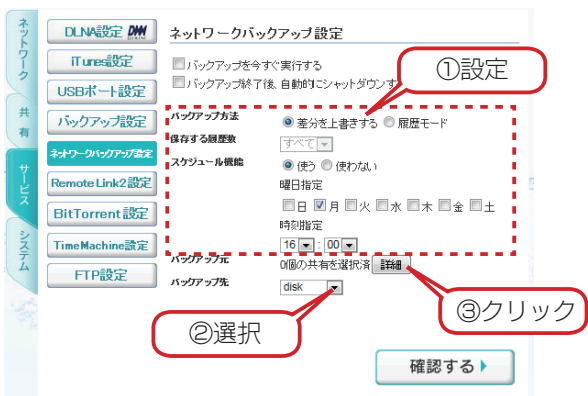 ネットワーク
共有
サービス
システム
DLNA設定
iTunes設定
USBポート設定
バックアップ設定
ネットワークバックアップ設定
Remote Link2設定
BitTorrent設定
TimeMachine設定
FTP設定
ネットワークバックアップ設定
バックアップを今すぐ実行する
バックアップ終了後、自動的にシャットダウンす
①設定
バックアップ方法
差分を上書きする 履歴モード
保存する履歴数
すべて
スケジュール機能
使う 使わない
曜日指定
日 月 火 水 木 金 土
時刻指定
16 : 00
バックアップ元
0個の共有を選択済 詳細
バックアップ先
disk
②選択
③クリック
確認する